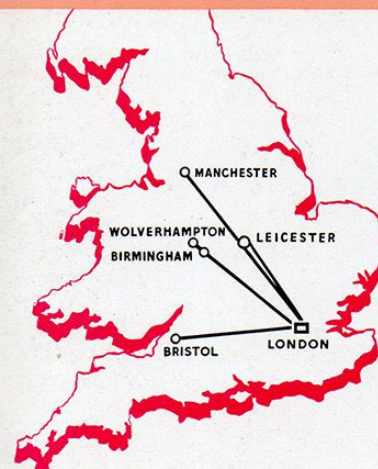 MANCHESTER
WOLVERHAMPTON
LEICESTER
BIRMINGHAM
LONDON
BRISTOL